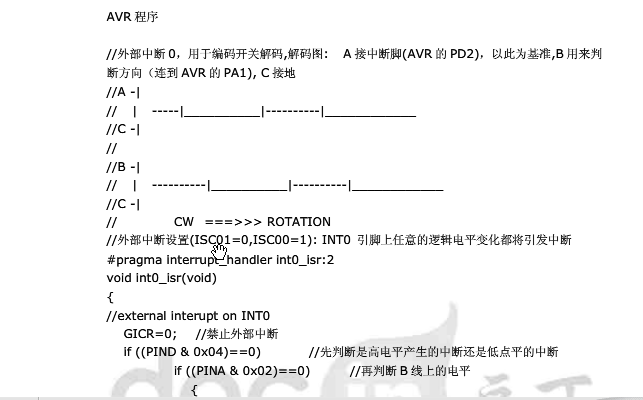 AVR 程序
//外部中断 0，用于编码开关解码,解码图: A 接中断脚(AVR 的 PD2)，以此为基准,B 用来判
断方向（连到 AVR 的 PA1), C 接地
//A -|
// | -----|__________|----------|____________
//C -|
//
//B -|
// | ----------|__________|----------|____________
//C -|
// CW ===>>> ROTATION
//外部中断设置(ISC01=0,ISC00=1): INT0 引脚上任意的逻辑电平变化都将引发中断
#pragma interrupt_handler int0_isr:2
void int0_isr(void)
{
//external interupt on INT0
GICR=0; //禁止外部中断
if ((PIND & 0x04)==0) //先判断是高电平产生的中断还是低点平的中断
if ((PINA & 0x02)==0) //再判断 B 线上的电平
{